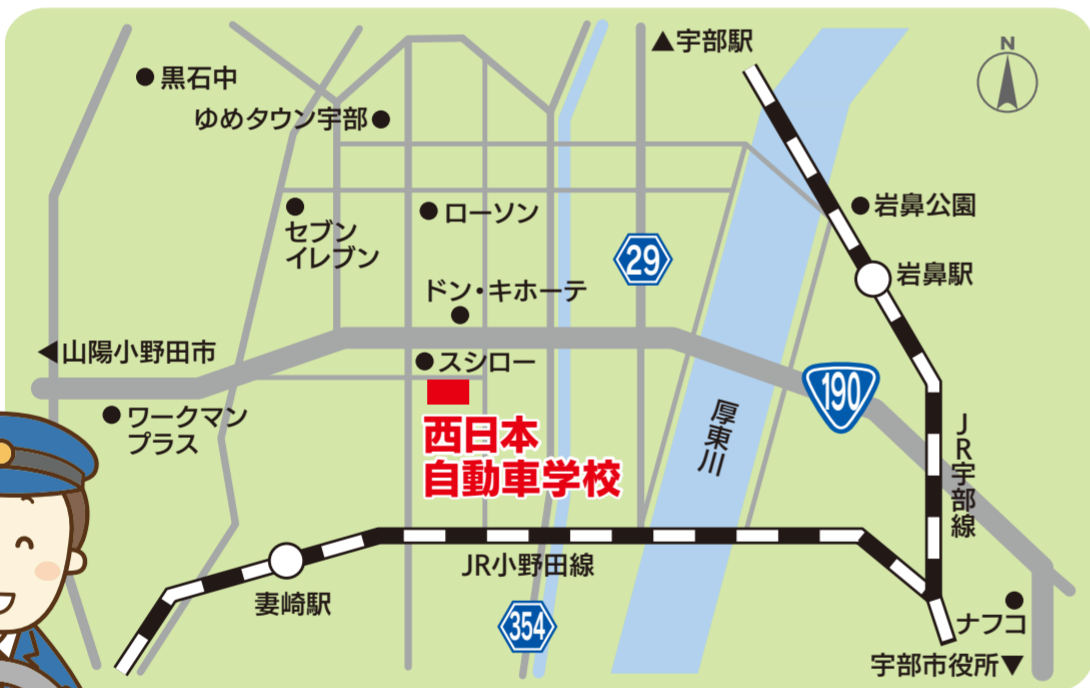 ▲宇部駅
N
黒石中
ゆめタウン宇部
岩鼻公園
セブン
イレブン
ローソン
29
岩鼻駅
ドン・キホーテ
◀山陽小野田市
スシロー
190
ワークマン
プラス
西日本
自動車学校
厚東川
JR宇部線
JR小野田線
妻崎駅
354
ナフコ
宇部市役所▼